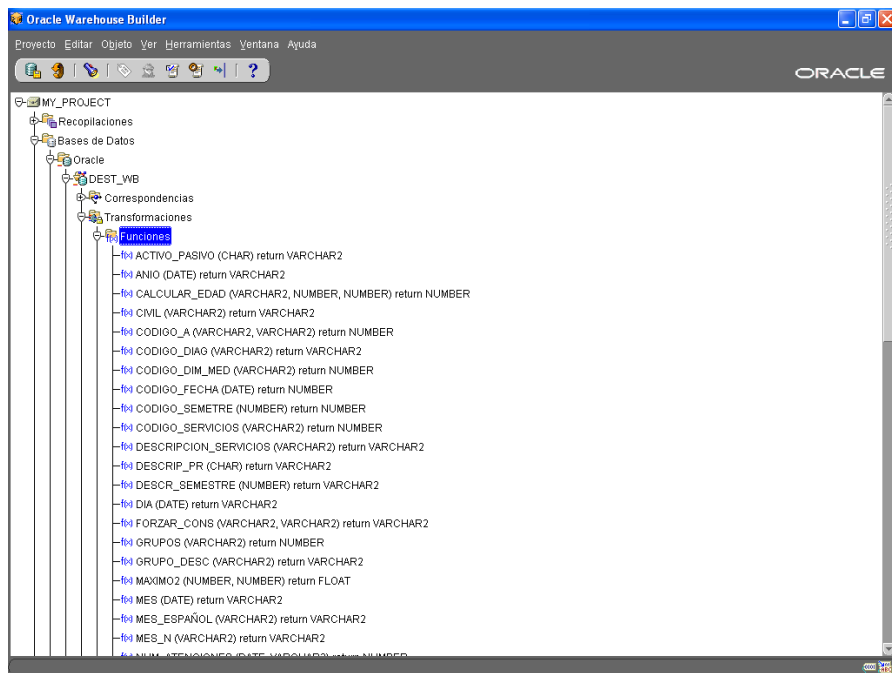 Oracle Warehouse Builder
Proyecto Editar Objeto Ver Herramientas Ventana Ayuda
ORACLE
MY_PROJECT
Recopilaciones
Bases de Datos
Oracle
DEST_WB
Correspondencias
Transformaciones
Funciones
f(x) ACTIVO_PASIVO (CHAR) return VARCHAR2
f(x) ANIO (DATE) return VARCHAR2
f(x) CALCULAR_EDAD (VARCHAR2, NUMBER, NUMBER) return NUMBER
f(x) CIVIL (VARCHAR2) return VARCHAR2
f(x) CODIGO_A (VARCHAR2, VARCHAR2) return NUMBER
f(x) CODIGO_DIAG (VARCHAR2) return VARCHAR2
f(x) CODIGO_DIM_MED (VARCHAR2) return NUMBER
f(x) CODIGO_FECHA (DATE) return NUMBER
f(x) CODIGO_SEMETRE (NUMBER) return NUMBER
f(x) CODIGO_SERVICIOS (VARCHAR2) return NUMBER
f(x) DESCRIPCION_SERVICIOS (VARCHAR2) return VARCHAR2
f(x) DESCRIP_PR (CHAR) return VARCHAR2
f(x) DESCR_SEMESTRE (NUMBER) return VARCHAR2
f(x) DIA (DATE) return VARCHAR2
f(x) FORZAR_CONS (VARCHAR2, VARCHAR2) return VARCHAR2
f(x) GRUPOS (VARCHAR2) return NUMBER
f(x) GRUPO_DESC (VARCHAR2) return VARCHAR2
f(x) MAXIMO2 (NUMBER, NUMBER) return FLOAT
f(x) MES (DATE) return VARCHAR2
f(x) MES_ESPAÑOL (VARCHAR2) return VARCHAR2
f(x) MES_N (VARCHAR2) return VARCHAR2
f(x) NUM_ATENCIONES (DATE, VARCHAR2) return NUMBER